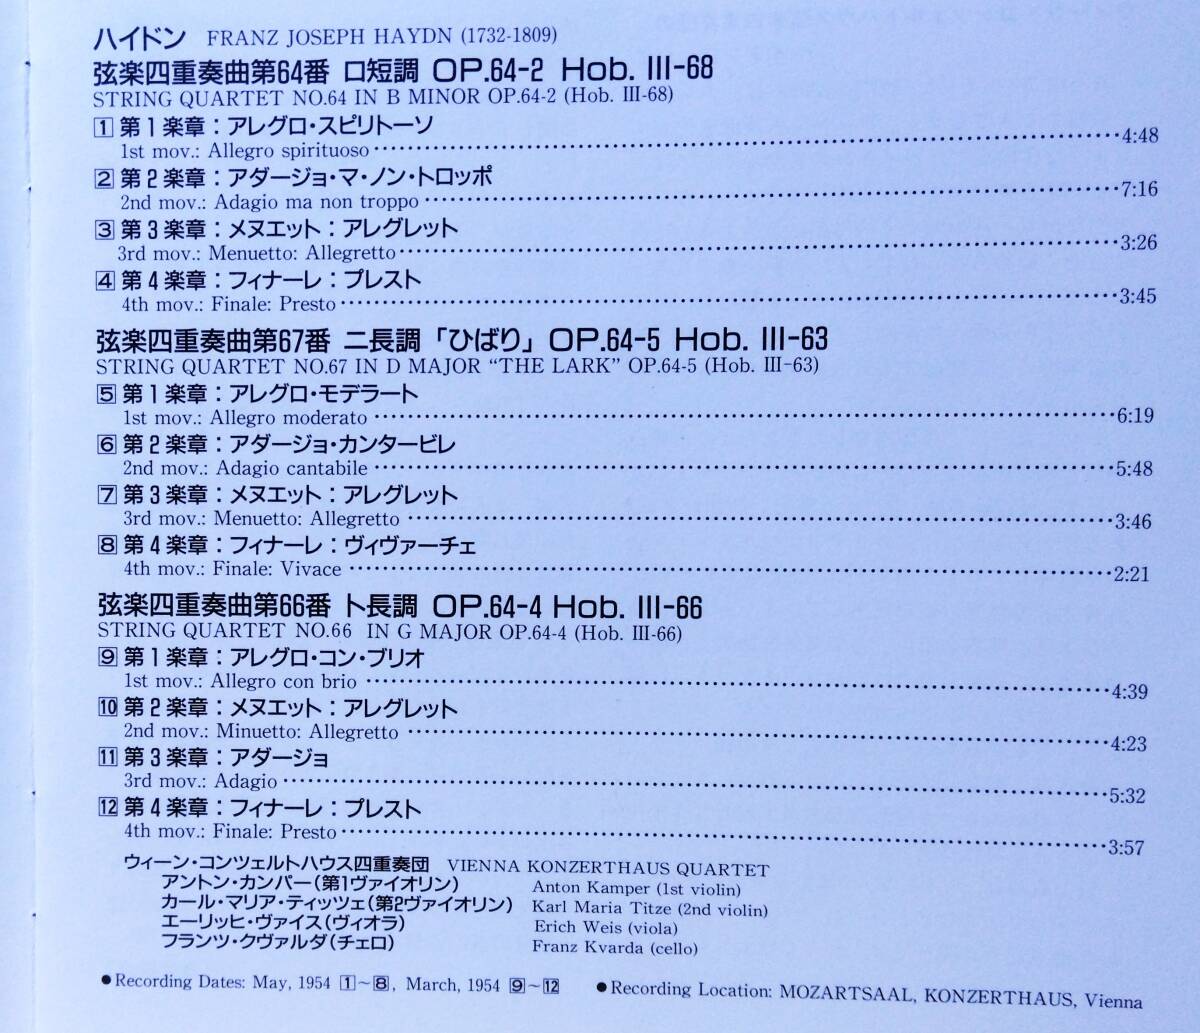 ハイドン FRANZ JOSEPH HAYDN (1732-1809)
弦楽四重奏曲第64番 ロ短調 OP.64-2 Hob. III-68
STRING QUARTET NO.64 IN B MINOR OP.64-2 (Hob. III-68)
1 第1楽章：アレグロ・スピリトーソ
1st mov.: Allegro spirituoso 4:48
2 第2楽章：アダージョ・マ・ノン・トロッポ
2nd mov.: Adagio ma non troppo 7:16
3 第3楽章：メヌエット：アレグレット
3rd mov.: Menuetto: Allegretto 3:26
4 第4楽章：フィナーレ：プレスト
4th mov.: Finale: Presto 3:45
弦楽四重奏曲第67番 ニ長調「ひばり」OP.64-5 Hob. III-63
STRING QUARTET NO.67 IN D MAJOR “THE LARK” OP.64-5 (Hob. III-63)
5 第1楽章：アレグロ・モデラート
1st mov.: Allegro moderato 6:19
6 第2楽章：アダージョ・カンタービレ
2nd mov.: Adagio cantabile 5:48
7 第3楽章：メヌエット：アレグレット
3rd mov.: Menuetto: Allegretto 3:46
8 第4楽章：フィナーレ：ヴィヴァーチェ
4th mov.: Finale: Vivace 2:21
弦楽四重奏曲第66番 ト長調 OP.64-4 Hob. III-66
STRING QUARTET NO.66 IN G MAJOR OP.64-4 (Hob. III-66)
9 第1楽章：アレグロ・コン・ブリオ
1st mov.: Allegro con brio 4:39
10 第2楽章：メヌエット：アレグレット
2nd mov.: Minuetto: Allegretto 4:23
11 第3楽章：アダージョ
3rd mov.: Adagio 5:32
12 第4楽章：フィナーレ：プレスト
4th mov.: Finale: Presto 3:57
ウィーン・コンツェルトハウス四重奏団 VIENNA KONZERTHAUS QUARTET
アントン・カンパー（第1ヴァイオリン） Anton Kamper (1st violin)
カール・マリア・ティッツェ（第2ヴァイオリン） Karl Maria Titze (2nd violin)
エーリッヒ・ヴァイス（ヴィオラ） Erich Weis (viola)
フランツ・クヴァルダ（チェロ） Franz Kvarda (cello)
●Recording Dates: May, 1954 1～8, March, 1954 9～12 ●Recording Location: MOZARTSAAL, KONZERTHAUS, Vienna